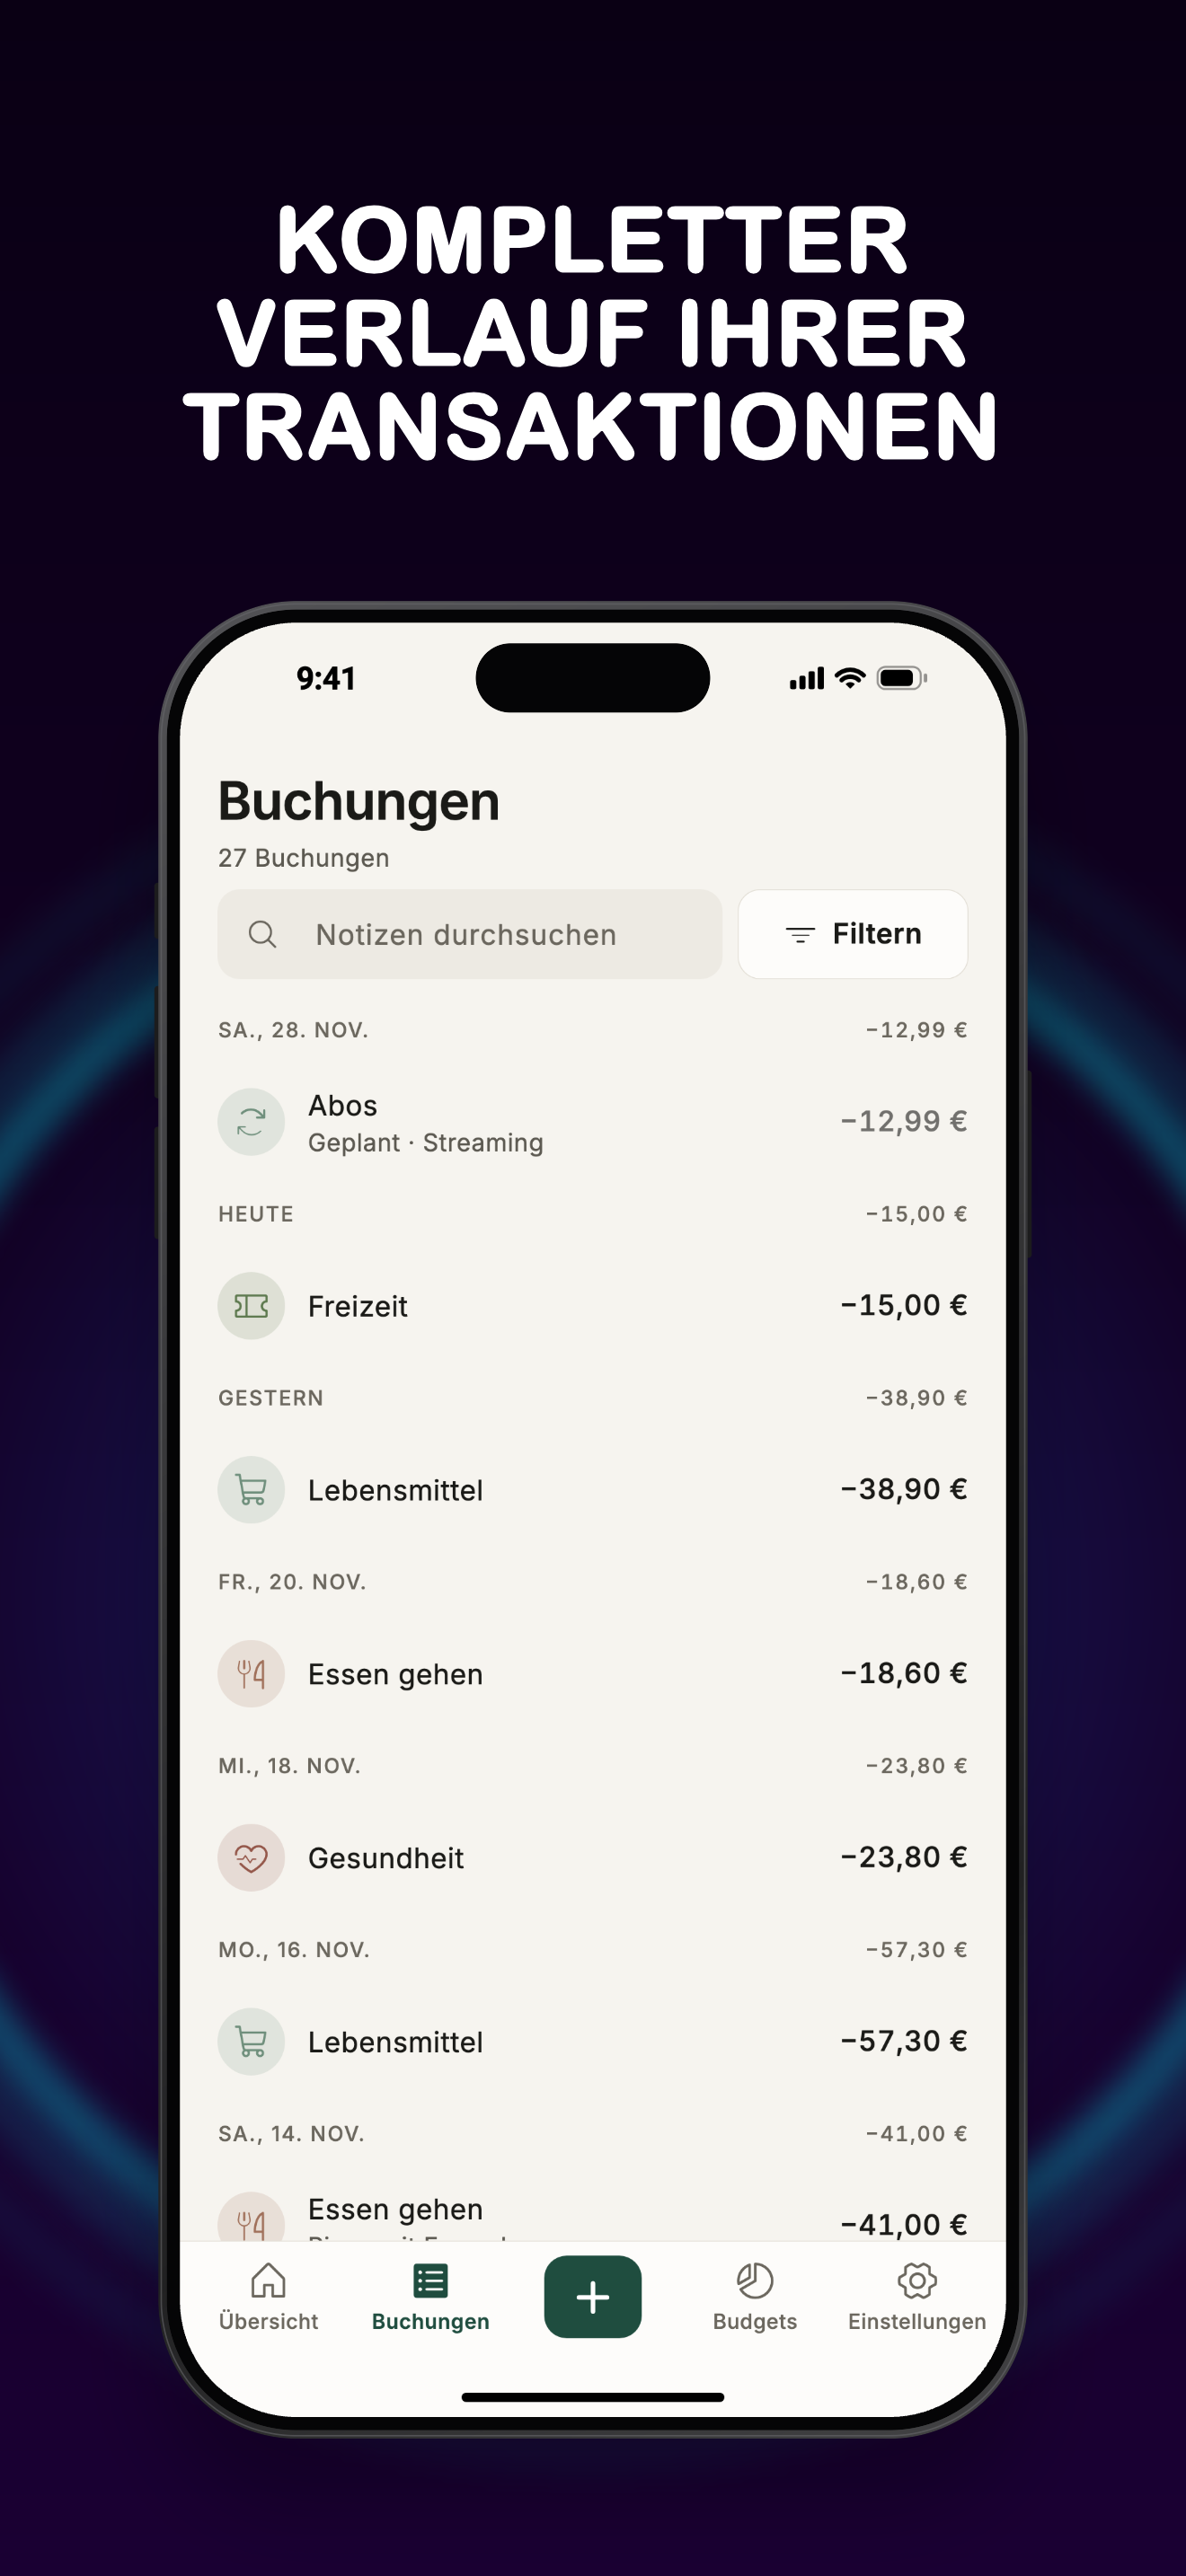 KOMPLETTER
VERLAUF IHRER
TRANSAKTIONEN
9:41
Buchungen
27 Buchungen
Notizen durchsuchen
Filtern
SA., 28. NOV.
−12,99 €
Abos
−12,99 €
Geplant · Streaming
HEUTE
−15,00 €
Freizeit
−15,00 €
GESTERN
−38,90 €
Lebensmittel
−38,90 €
FR., 20. NOV.
−18,60 €
Essen gehen
−18,60 €
MI., 18. NOV.
−23,80 €
Gesundheit
−23,80 €
MO., 16. NOV.
−57,30 €
Lebensmittel
−57,30 €
SA., 14. NOV.
−41,00 €
Essen gehen
−41,00 €
Übersicht
Buchungen
Budgets
Einstellungen